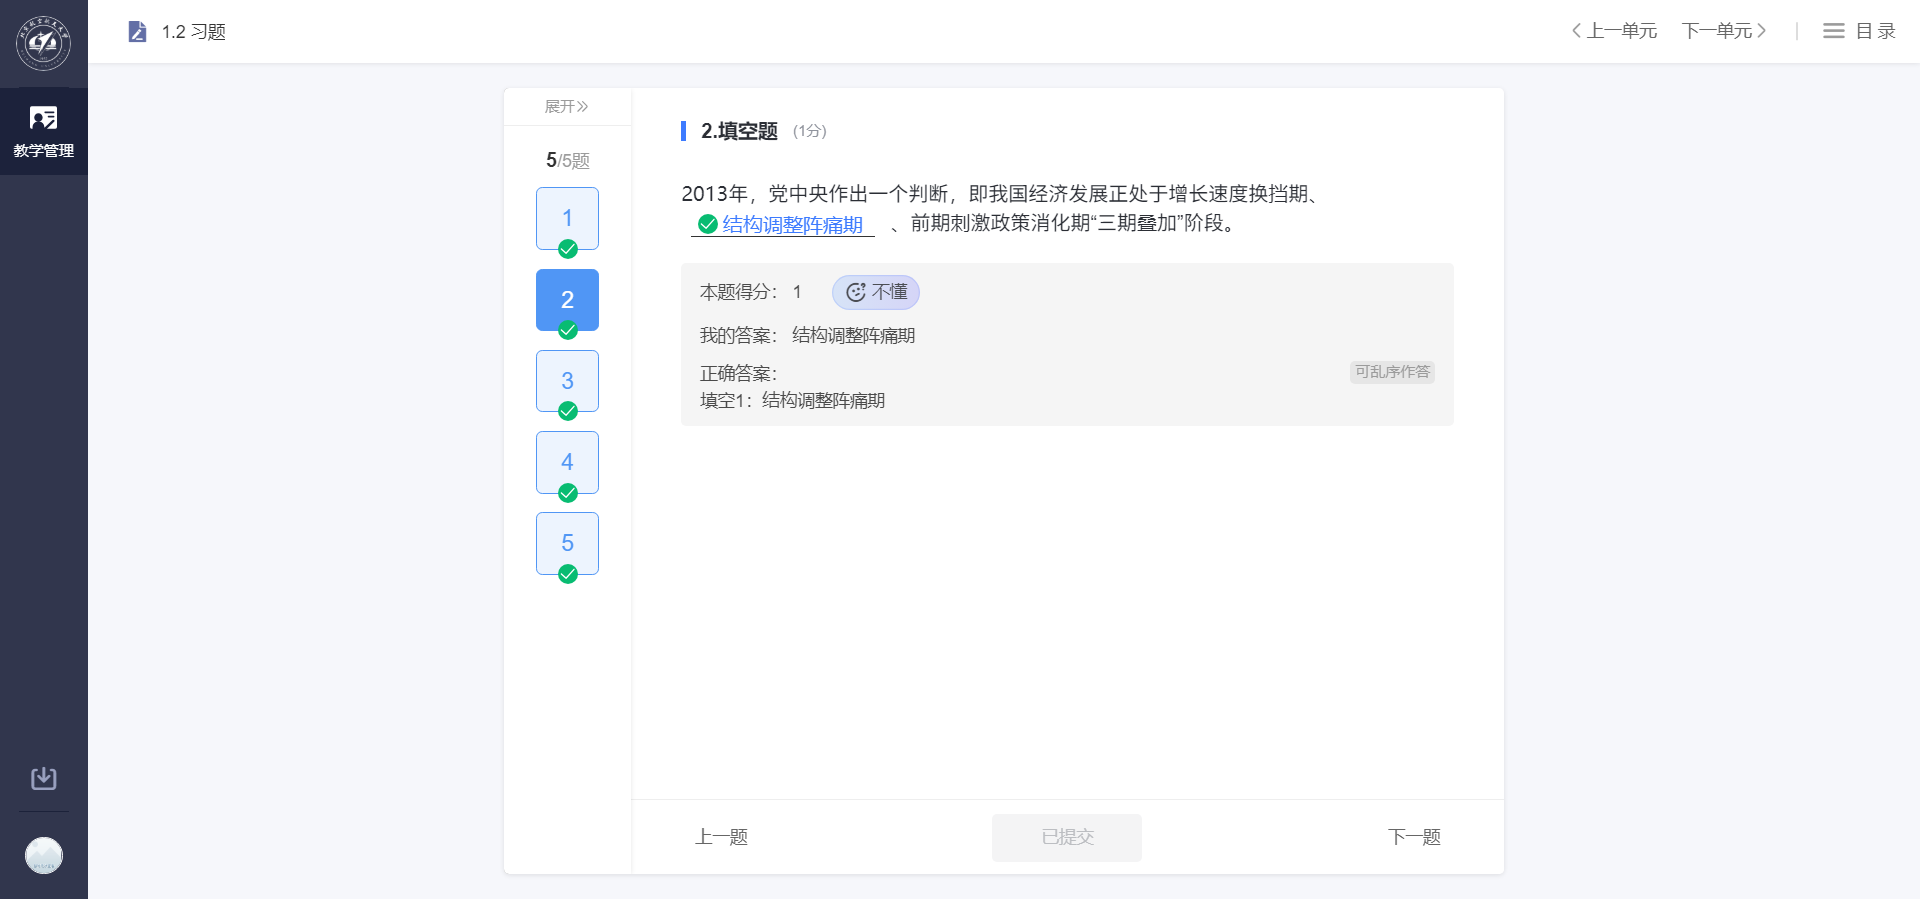 1.2 习题
上一单元
下一单元
目录
教学管理
展开
5/5题
1
2
3
4
5
2.填空题 (1分)
2013年，党中央作出一个判断，即我国经济发展正处于增长速度换挡期、
结构调整阵痛期 、前期刺激政策消化期“三期叠加”阶段。
本题得分： 1 不懂
我的答案： 结构调整阵痛期
正确答案： 可乱序作答
填空1：结构调整阵痛期
上一题
已提交
下一题